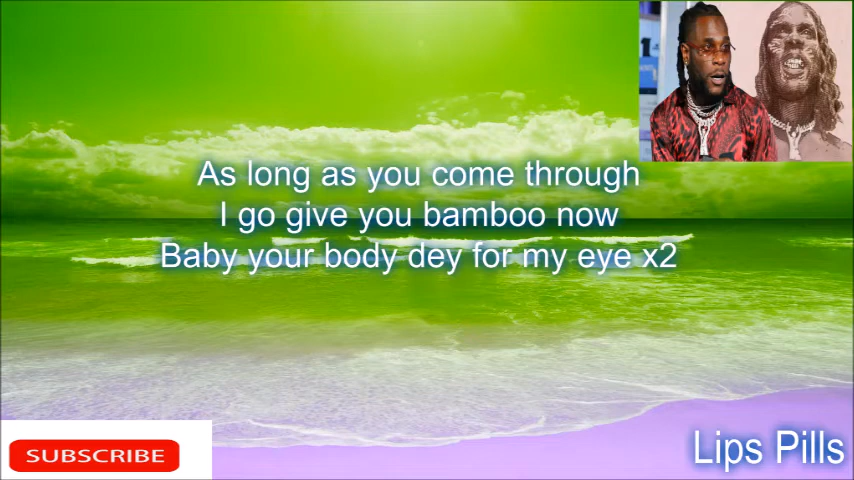 As long as you come through
I go give you bamboo now
Baby your body dey for my eye x2
SUBSCRIBE
Lips Pills